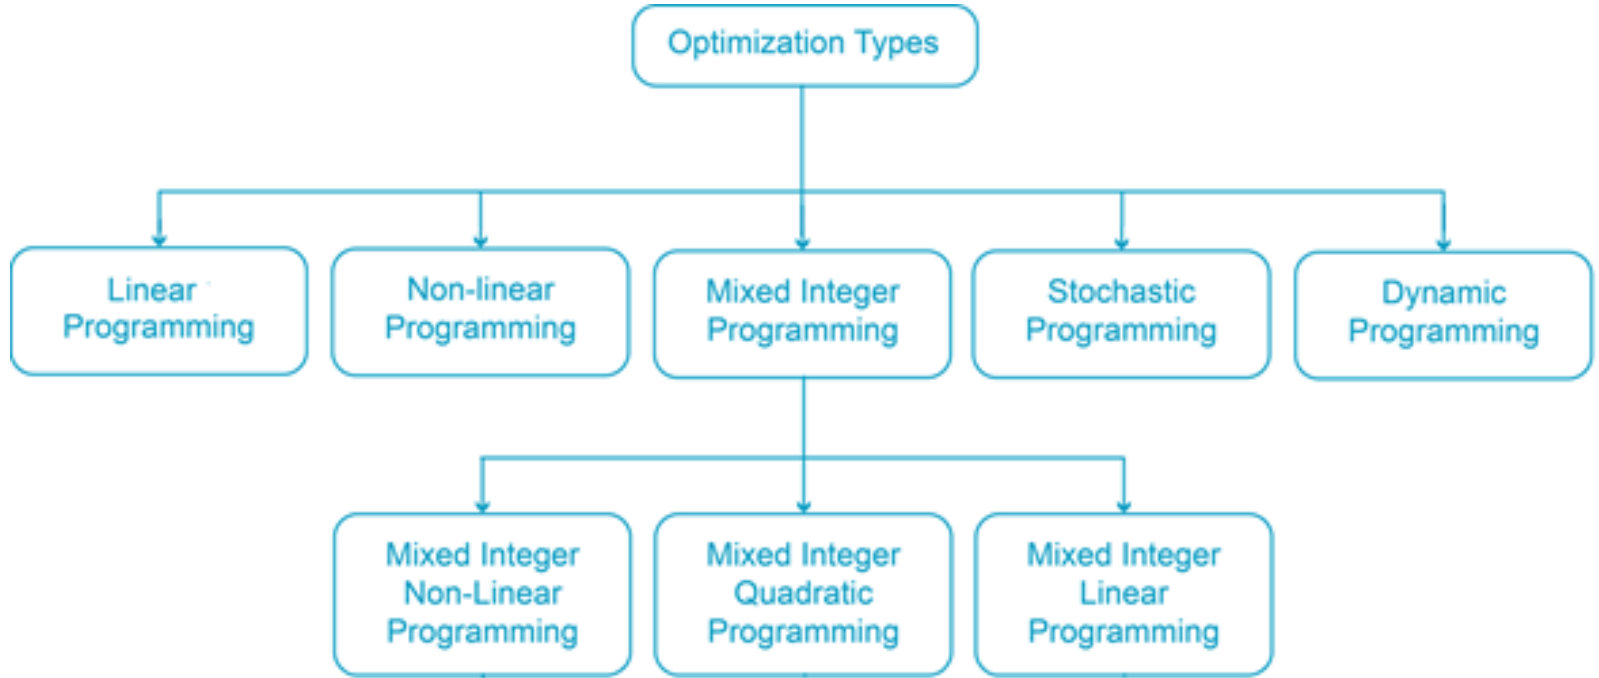 Optimization Types
Linear
Programming
Non-linear
Programming
Mixed Integer
Programming
Stochastic
Programming
Dynamic
Programming
Mixed Integer
Non-Linear
Programming
Mixed Integer
Quadratic
Programming
Mixed Integer
Linear
Programming